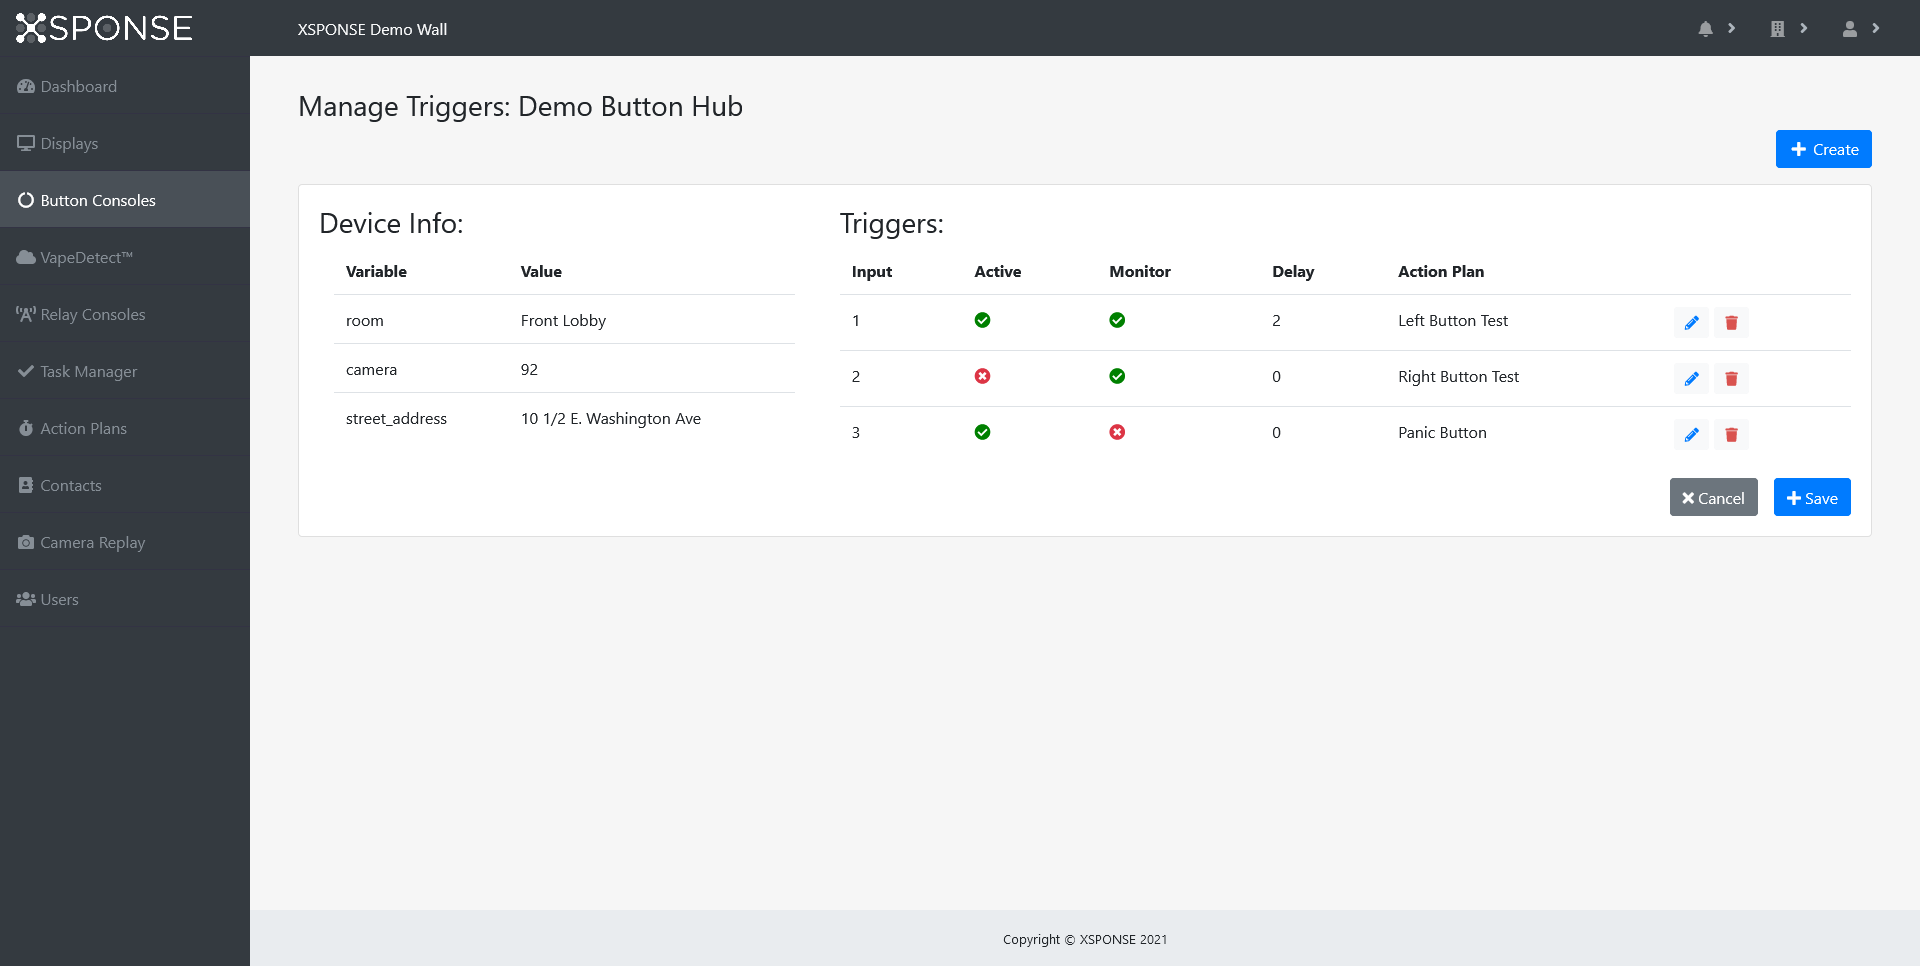 XSPONSE
XSPONSE Demo Wall
Dashboard
Displays
Button Consoles
VapeDetect™
Relay Consoles
Task Manager
Action Plans
Contacts
Camera Replay
Users
Manage Triggers: Demo Button Hub
Create
Device Info:
Variable Value
room Front Lobby
camera 92
street_address 10 1/2 E. Washington Ave
Triggers:
Input Active Monitor Delay Action Plan
1 2 Left Button Test
2 0 Right Button Test
3 0 Panic Button
Cancel Save
Copyright © XSPONSE 2021